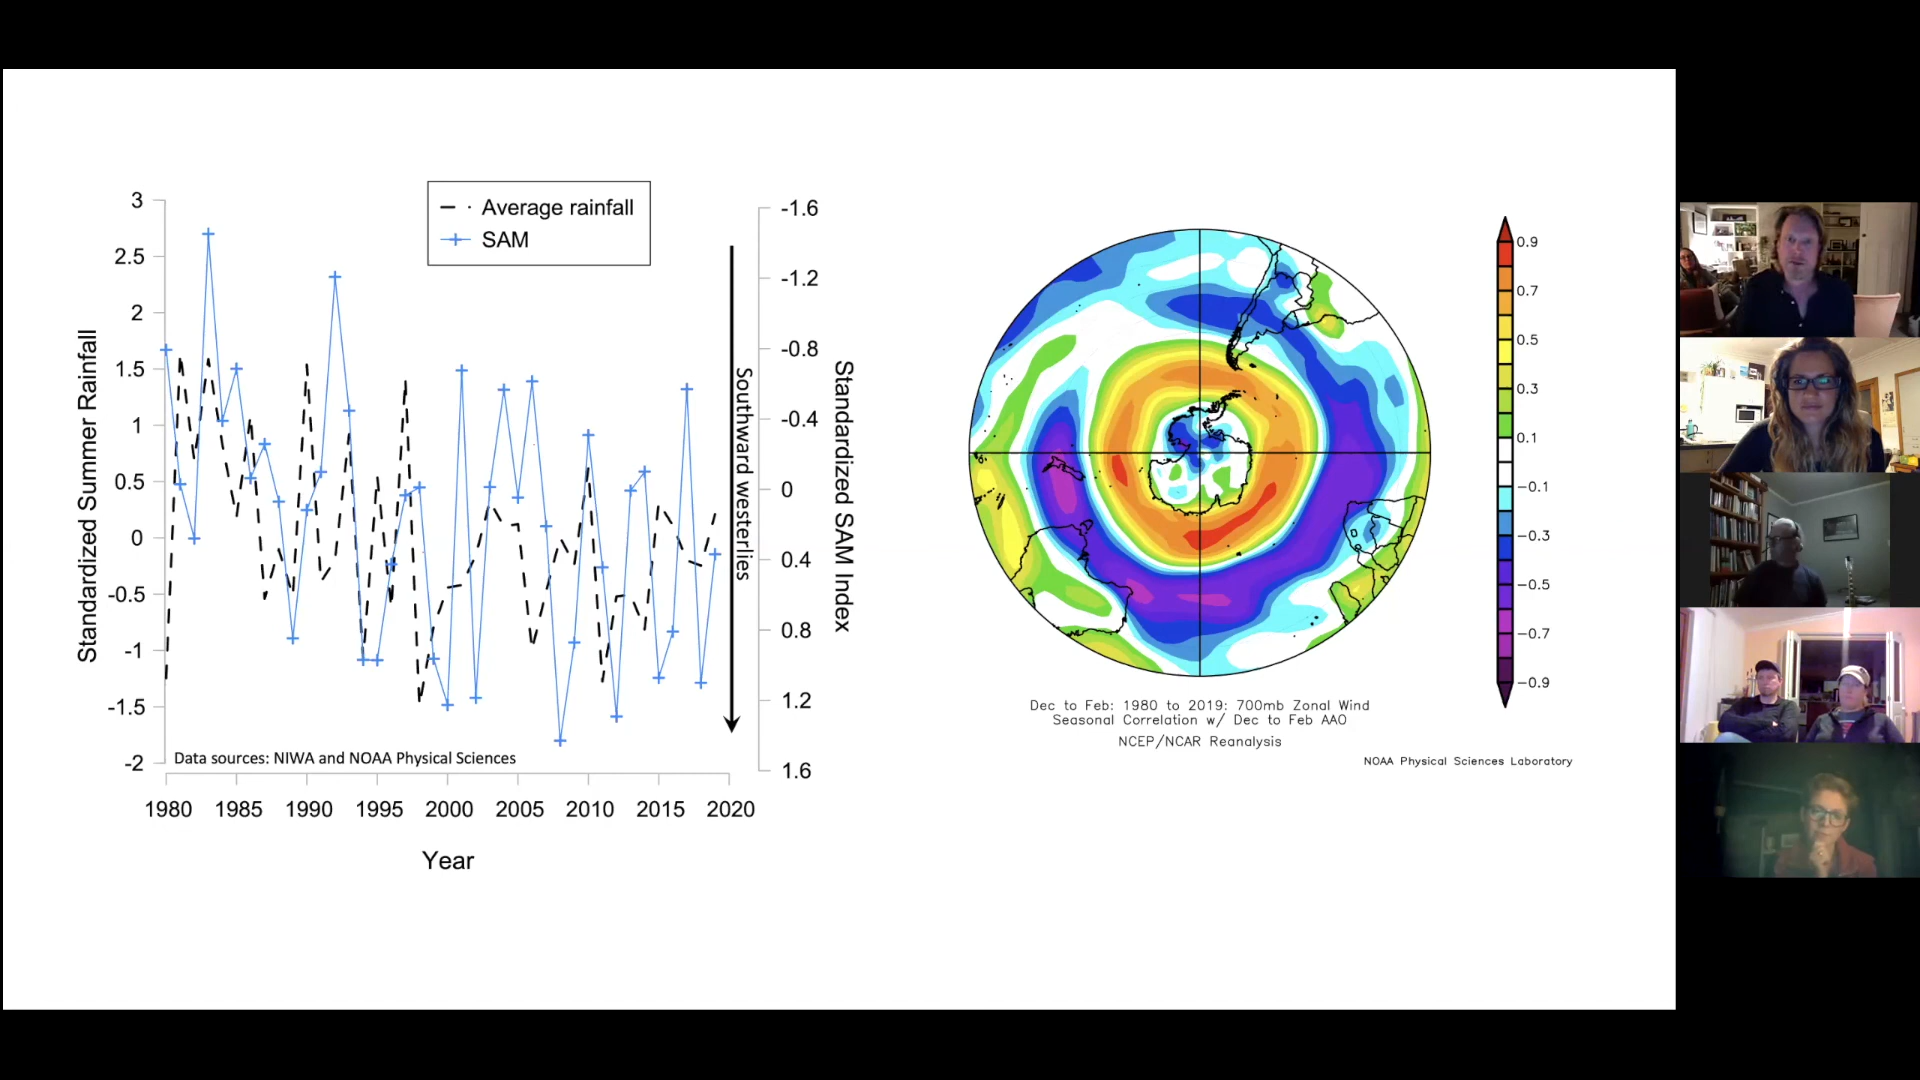 Average rainfall
SAM
Standardized Summer Rainfall
3
2.5
2
1.5
1
0.5
0
-0.5
-1
-1.5
-2
Data sources: NIWA and NOAA Physical Sciences
1980 1985 1990 1995 2000 2005 2010 2015 2020
Year
Southward westerlies
-1.6
-1.2
-0.8
-0.4
0
0.4
0.8
1.2
1.6
Standardized SAM Index
0.9
0.7
0.5
0.3
0.1
−0.1
−0.3
−0.5
−0.7
−0.9
Dec to Feb: 1980 to 2019: 700mb Zonal Wind
Seasonal Correlation w/ Dec to Feb AAO
NCEP/NCAR Reanalysis
NOAA Physical Sciences Laboratory